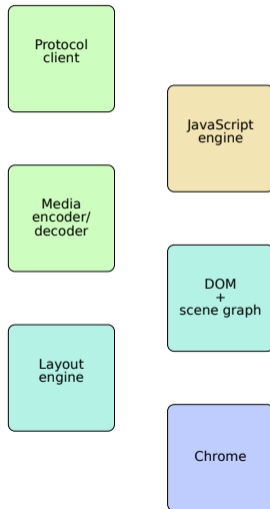 Protocol
client
JavaScript
engine
Media
encoder/
decoder
DOM
+
scene graph
Layout
engine
Chrome